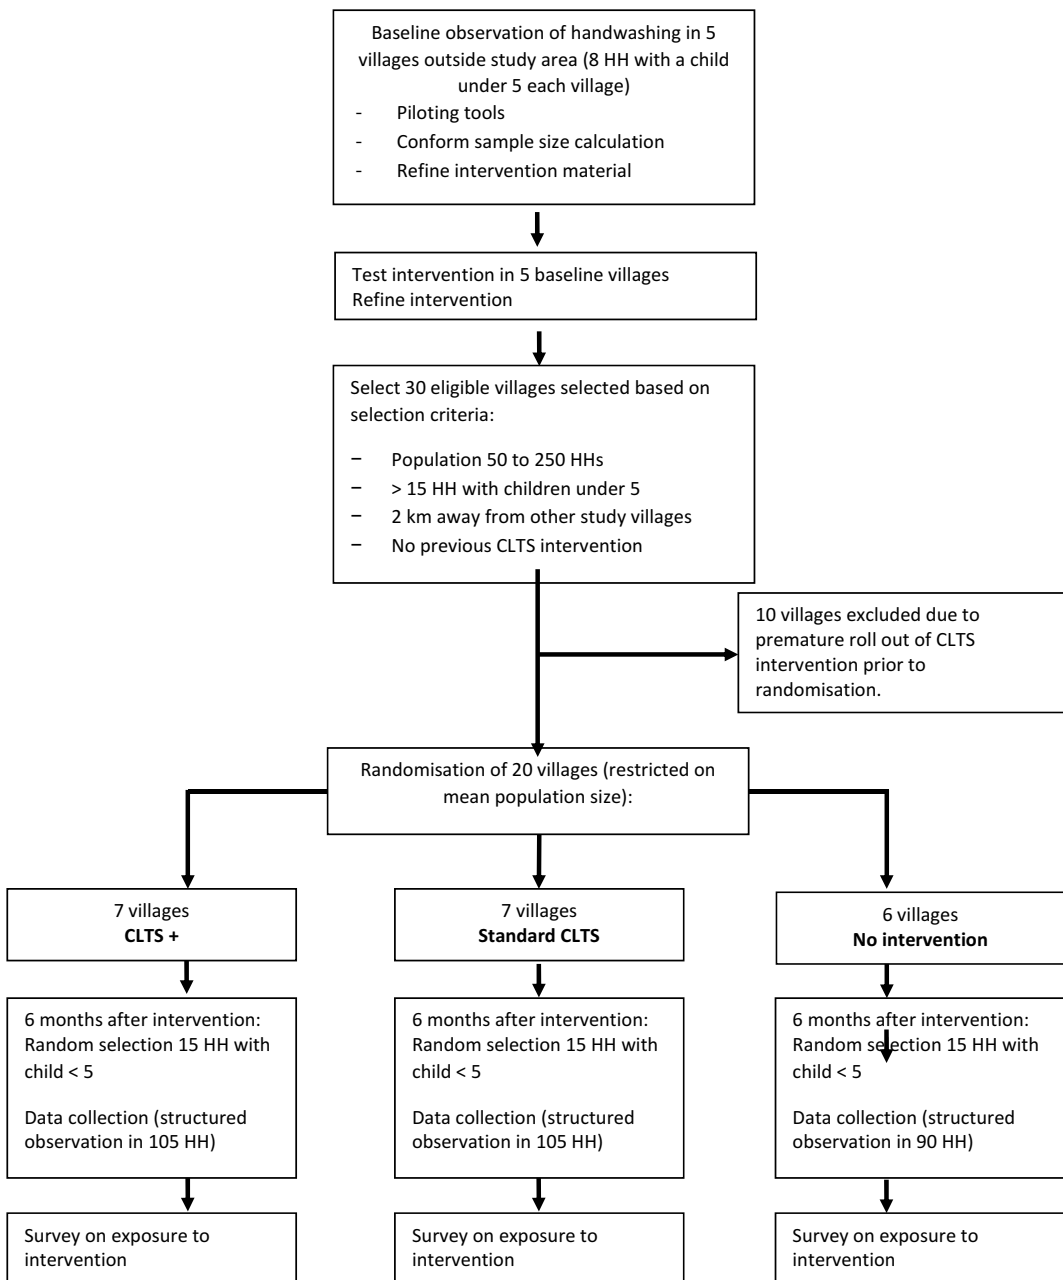 Baseline observation of handwashing in 5
villages outside study area (8 HH with a child
under 5 each village)
- Piloting tools
- Conform sample size calculation
- Refine intervention material
Test intervention in 5 baseline villages
Refine intervention
Select 30 eligible villages selected based on
selection criteria:
− Population 50 to 250 HHs
− > 15 HH with children under 5
− 2 km away from other study villages
− No previous CLTS intervention
10 villages excluded due to
premature roll out of CLTS
intervention prior to
randomisation.
Randomisation of 20 villages (restricted on
mean population size):
7 villages
CLTS +
7 villages
Standard CLTS
6 villages
No intervention
6 months after intervention:
Random selection 15 HH with
child < 5
Data collection (structured
observation in 105 HH)
6 months after intervention:
Random selection 15 HH with
child < 5
Data collection (structured
observation in 105 HH)
6 months after intervention:
Random selection 15 HH with
child < 5
Data collection (structured
observation in 90 HH)
Survey on exposure to
intervention
Survey on exposure to
intervention
Survey on exposure to
intervention